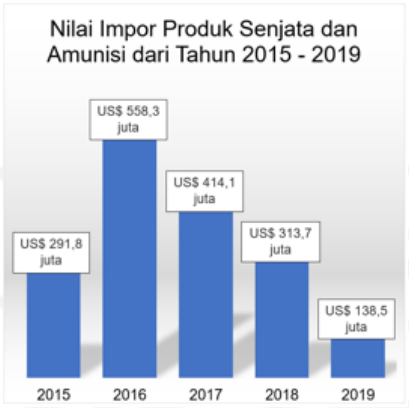 Nilai Impor Produk Senjata dan
Amunisi dari Tahun 2015 - 2019
US$ 558,3
juta
US$ 414,1
juta
US$ 313,7
juta
US$ 291,8
juta
US$ 138,5
juta
2015 2016 2017 2018 2019